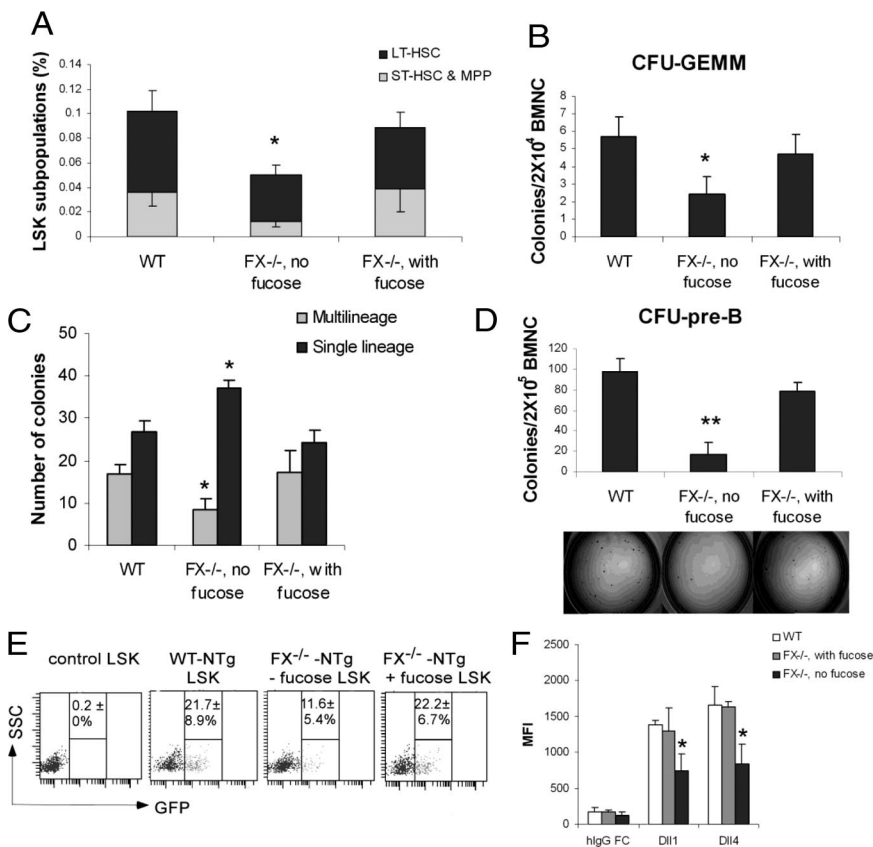 A
LT-HSC
ST-HSC & MPP
LSK subpopulations (%)
0.14
0.12
0.1
0.08
0.06
0.04
0.02
0
*
WT
FX-/-, no
fucose
FX-/-, with
fucose
B
CFU-GEMM
Colonies/2X10⁴ BMNC
8
7
6
5
4
3
2
1
0
*
WT
FX-/-, no
fucose
FX-/-, with
fucose
C
Multilineage
Single lineage
Number of colonies
50
40
30
20
10
0
*
*
WT
FX-/-, no
fucose
FX-/-, with
fucose
D
CFU-pre-B
Colonies/2X10⁵ BMNC
120
100
80
60
40
20
0
**
WT
FX-/-, no
fucose
FX-/-, with
fucose
E
control LSK
WT-NTg
LSK
FX⁻/⁻ -NTg
- fucose LSK
FX⁻/⁻ -NTg
+ fucose LSK
0.2 ±
0%
21.7±
8.9%
11.6±
5.4%
22.2±
6.7%
SSC
GFP
F
WT
FX-/-, with fucose
FX-/-, no fucose
MFI
2500
2000
1500
1000
500
0
*
*
hIgG FC
Dll1
Dll4